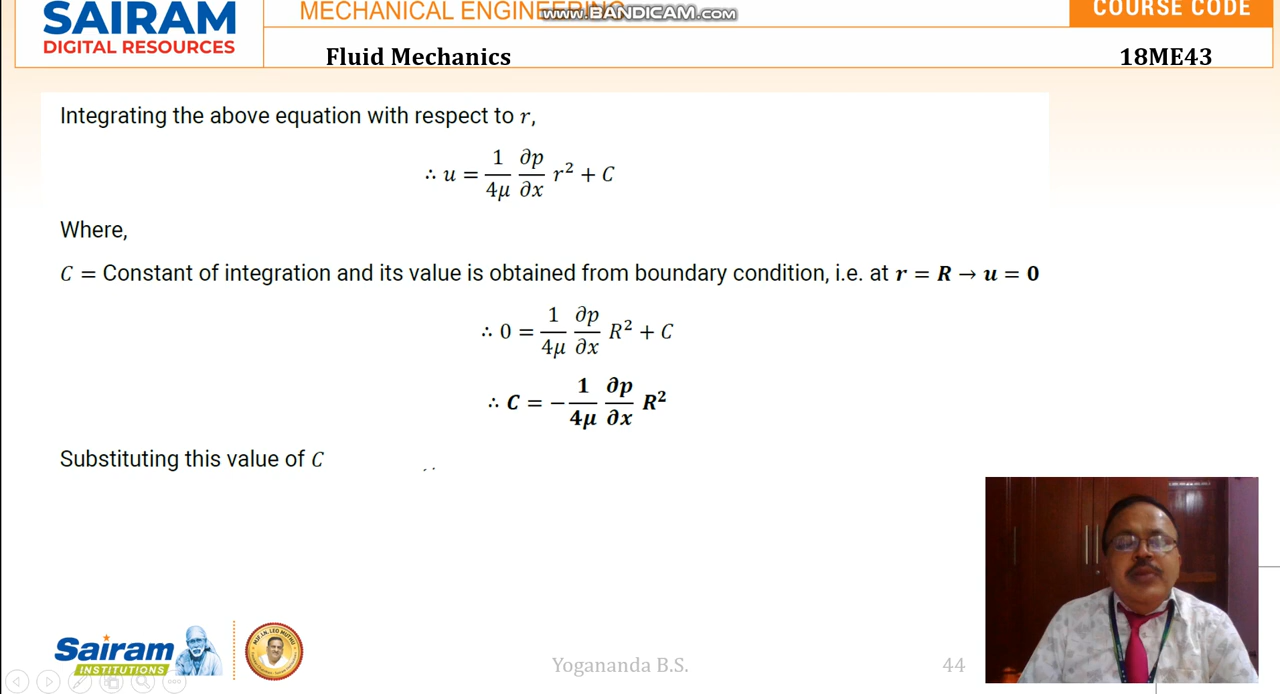 SAIRAM
DIGITAL RESOURCES
MECHANICAL ENGINEERING
www.BANDICAM.com
COURSE CODE
Fluid Mechanics
18ME43
Integrating the above equation with respect to r,
∴ u = 1/4μ ∂p/∂x r² + C
Where,
C = Constant of integration and its value is obtained from boundary condition, i.e. at r = R → u = 0
∴ 0 = 1/4μ ∂p/∂x R² + C
∴ C = −1/4μ ∂p/∂x R²
Substituting this value of C
Sairam
INSTITUTIONS
Yogananda B.S.
44